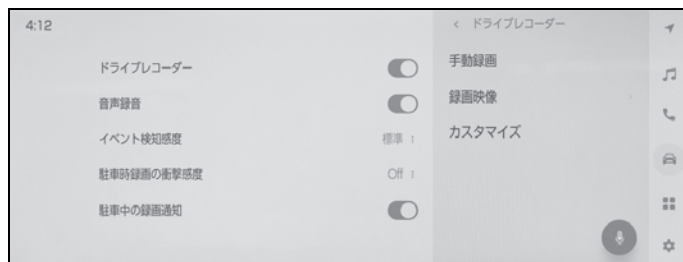 4:12
ドライブレコーダー
音声録音
イベント検知感度 標準
駐車時録画の衝撃感度 Off
駐車中の録画通知
< ドライブレコーダー
手動録画
録画映像
カスタマイズ